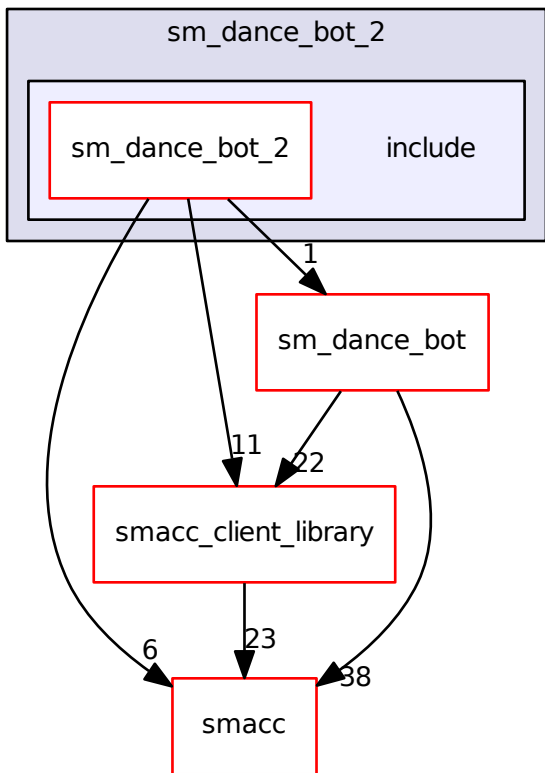 sm_dance_bot_2
sm_dance_bot_2
include
1
sm_dance_bot
11
22
smacc_client_library
23
6
38
smacc